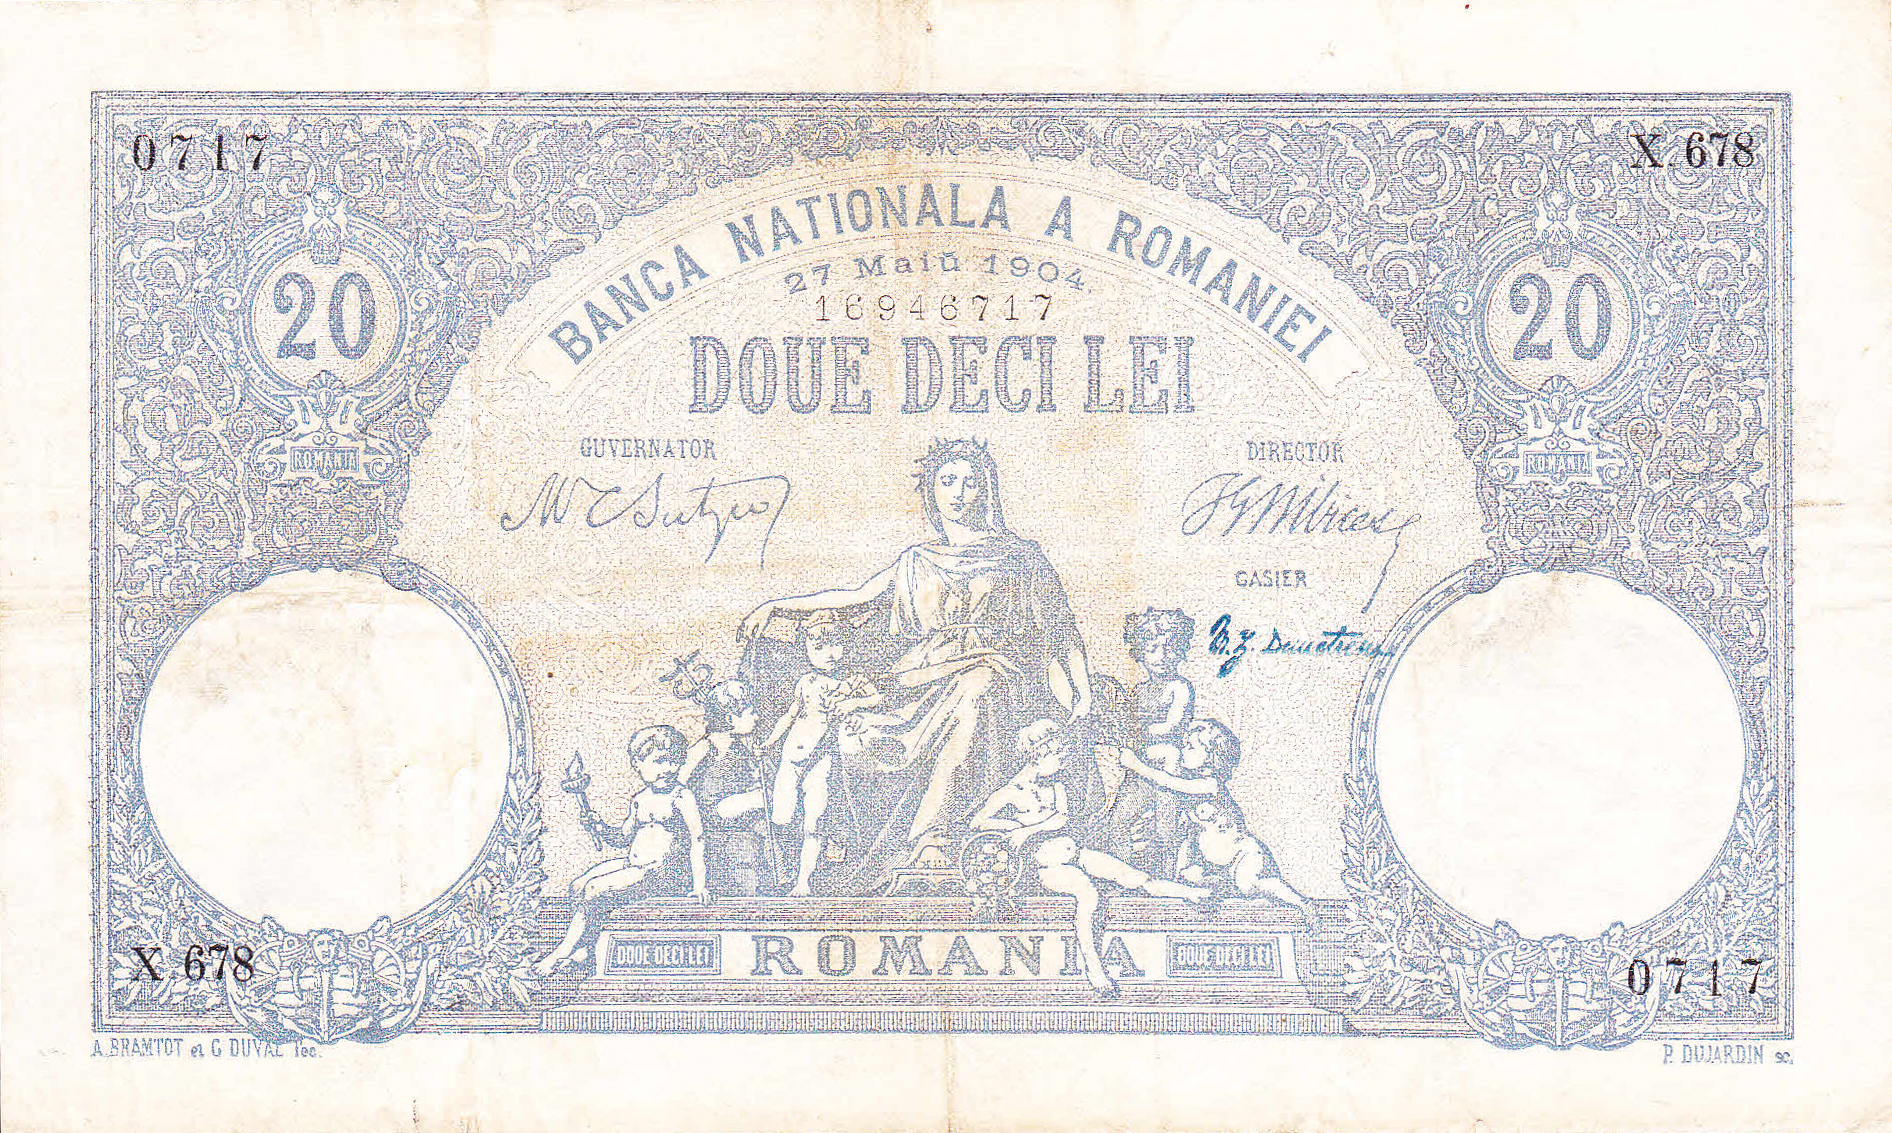 0717
X. 678
BANCA NATIONALA A ROMANIEI
27 Maiŭ 1904
16946717
20
20
DOUE DECI LEI
GUVERNATOR
DIRECTOR
ROMANIA
ROMANIA
CASIER
DOUE DECI LEI
ROMANIA
DOUE DECI LEI
X. 678
0717
A. BRAMTOT et G DUVAL fec.
P. DUJARDIN sc.